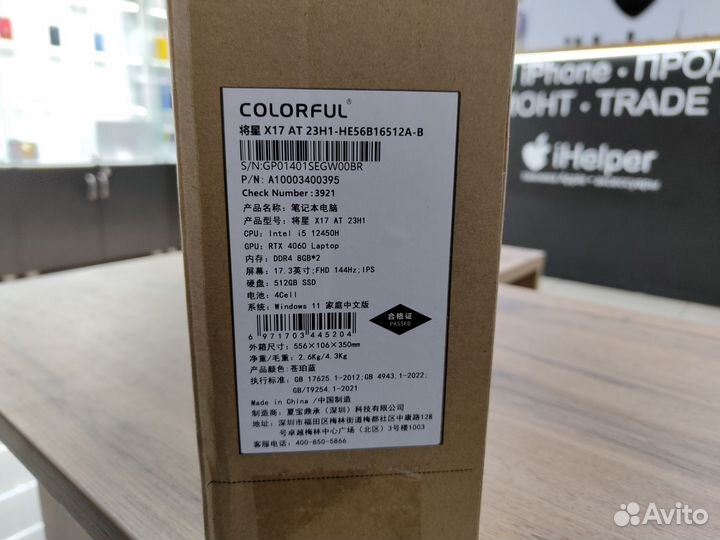 COLORFUL®
将星 X17 AT 23H1-HE56B16512A-B
S/N:GP01401SEGW00BR
P/N: A10003400395
Check Number:3921
产品名称: 笔记本电脑
产品型号: 将星 X17 AT 23H1
CPU: Intel i5 12450H
GPU: RTX 4060 Laptop
内存: DDR4 8GB*2
屏幕: 17.3英寸;FHD 144Hz;IPS
硬盘: 512GB SSD
电池: 4Cell
系统: Windows 11 家庭中文版
6 971703 445204
合格证
PASSED
外箱尺寸: 556×106×350mm
净重/毛重: 2.6Kg/4.3Kg
产品颜色: 苍珀蓝
执行标准: GB 17625.1-2012;GB 4943.1-2022;
GB/T9254.1-2021
Made in China /中国制造
制造商: 夏宝鼎承（深圳）科技有限公司
地址: 深圳市福田区梅林街道梅都社区中康路128
号卓越梅林中心广场（北区）3号楼1003
客服电话: 400-850-5866
iPhone · ПРОД
МОНТ · TRADE
iHelper
Avito